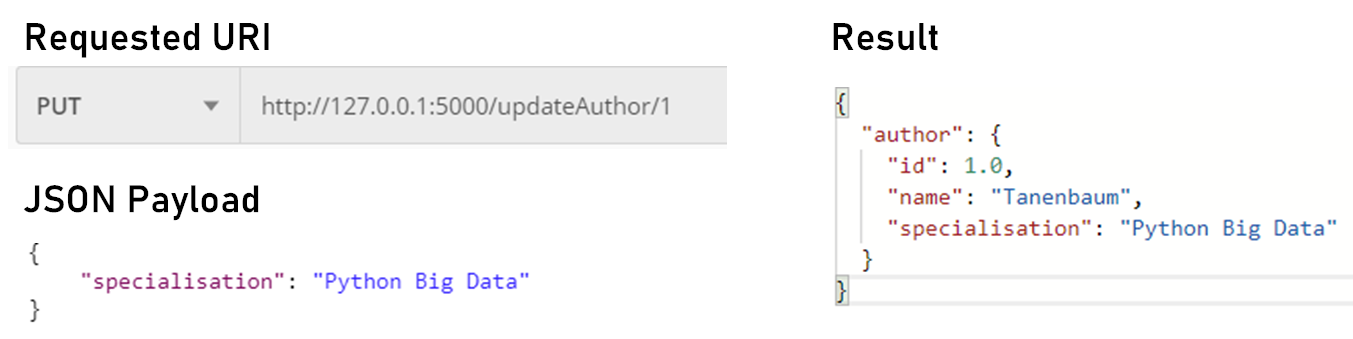 Requested URI
PUT http://127.0.0.1:5000/updateAuthor/1
JSON Payload
{
    "specialisation": "Python Big Data"
}
Result
{
  "author": {
    "id": 1.0,
    "name": "Tanenbaum",
    "specialisation": "Python Big Data"
  }
}